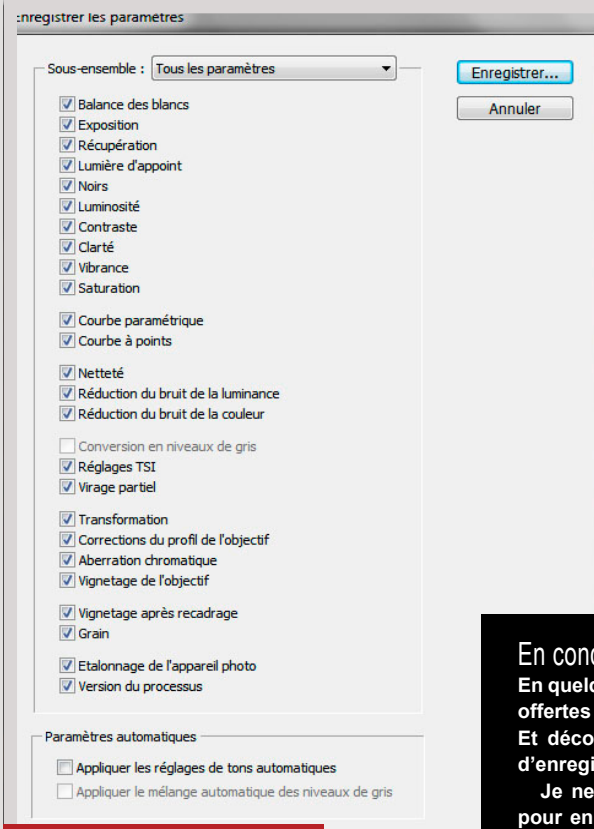 Enregistrer les paramètres
Sous-ensemble : Tous les paramètres
Enregistrer...
Annuler
Balance des blancs
Exposition
Récupération
Lumière d'appoint
Noirs
Luminosité
Contraste
Clarté
Vibrance
Saturation
Courbe paramétrique
Courbe à points
Netteté
Réduction du bruit de la luminance
Réduction du bruit de la couleur
Conversion en niveaux de gris
Réglages TSI
Virage partiel
Transformation
Corrections du profil de l'objectif
Aberration chromatique
Vignetage de l'objectif
Vignetage après recadrage
Grain
Etalonnage de l'appareil photo
Version du processus
Paramètres automatiques
Appliquer les réglages de tons automatiques
Appliquer le mélange automatique des niveaux de gris
En conc
En quelq
offertes
Et déco
d'enregi
Je ne
pour en